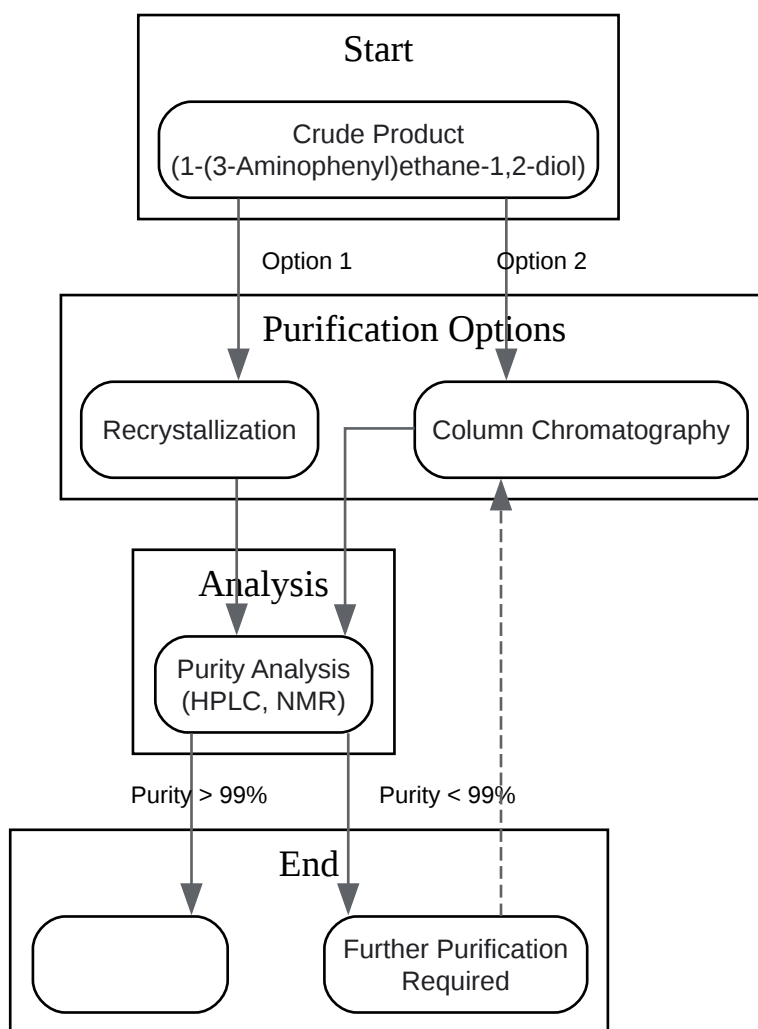 Start
Crude Product
(1-(3-Aminophenyl)ethane-1,2-diol)
Option 1
Option 2
Purification Options
Recrystallization
Column Chromatography
Analysis
Purity Analysis
(HPLC, NMR)
Purity > 99%
Purity < 99%
End
Further Purification
Required